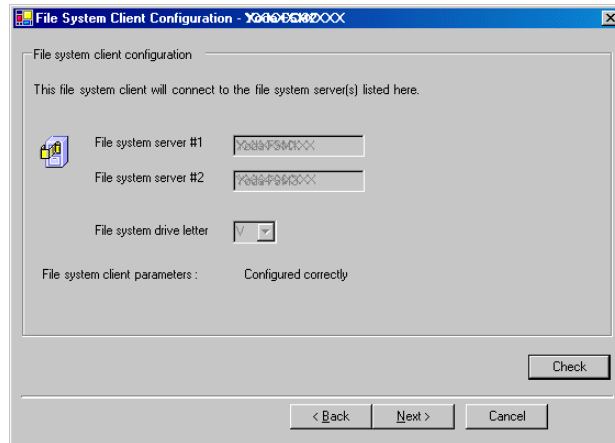 File System Client Configuration -
File system client configuration
This file system client will connect to the file system server(s) listed here.
File system server #1
File system server #2
File system drive letter V
File system client parameters : Configured correctly
Check
< Back Next > Cancel